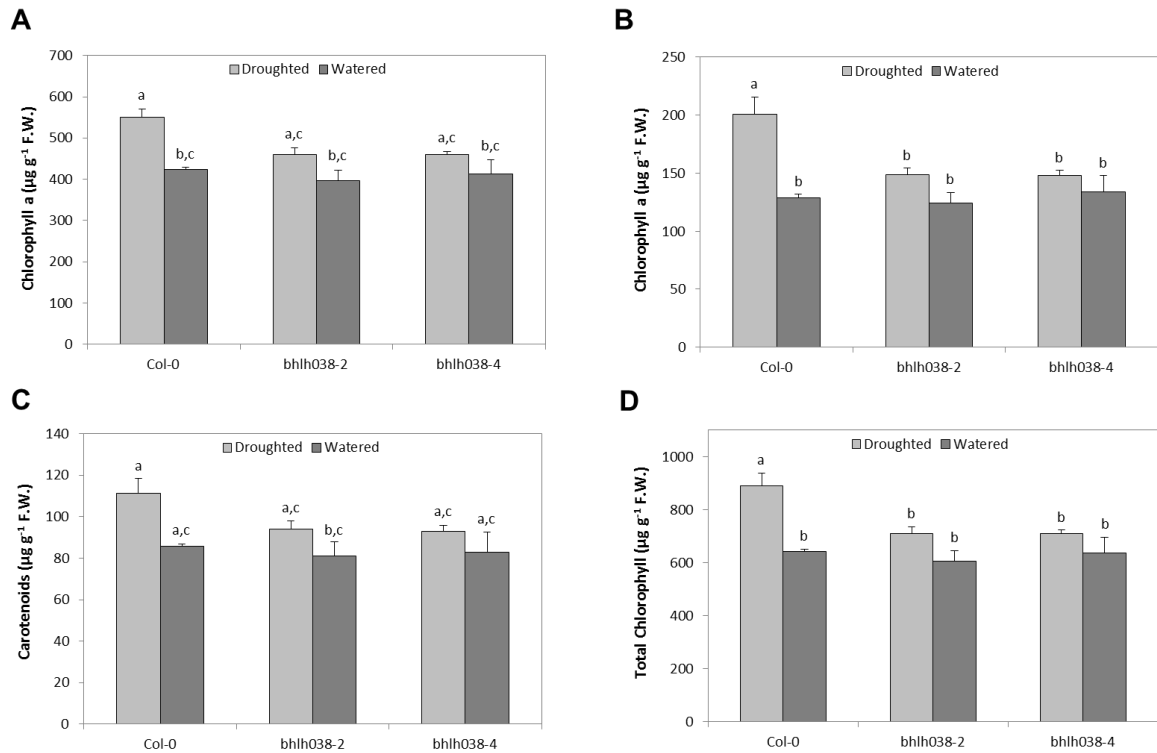 A
Chlorophyll a (µg g⁻¹ F.W.)
700
600
500
400
300
200
100
0
Droughted Watered
a
b,c
a,c
b,c
a,c
b,c
Col-0 bhlh038-2 bhlh038-4
B
Chlorophyll a (µg g⁻¹ F.W.)
250
200
150
100
50
0
Droughted Watered
a
b
b
b
b
b
Col-0 bhlh038-2 bhlh038-4
C
Carotenoids (µg g⁻¹ F.W.)
140
120
100
80
60
40
20
0
Droughted Watered
a
a,c
a,c
b,c
a,c
a,c
Col-0 bhlh038-2 bhlh038-4
D
Total Chlorophyll (µg g⁻¹ F.W.)
1000
800
600
400
200
0
Droughted Watered
a
b
b
b
b
b
Col-0 bhlh038-2 bhlh038-4